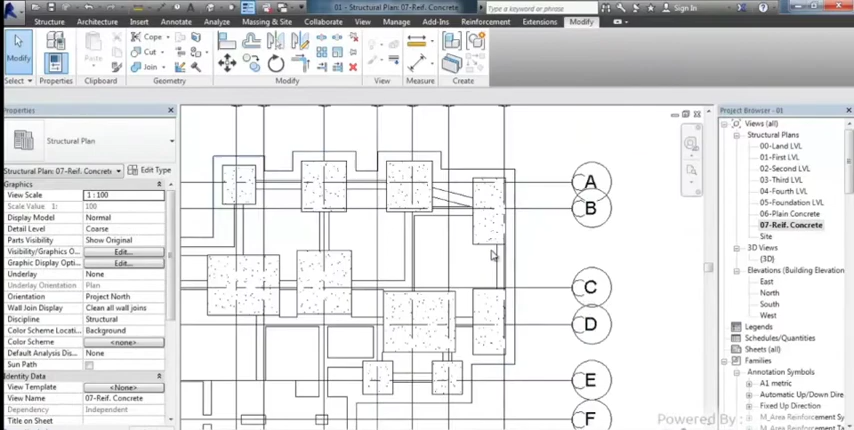 01 - Structural Plan: 07-Reif. Concrete
Type a keyword or phrase
Sign In
Structure Architecture Insert Annotate Analyze Massing & Site Collaborate View Manage Add-Ins Reinforcement Extensions Modify
Modify
Paste
Cope
Cut
Join
Select Properties Clipboard Geometry Modify View Measure Create
Properties
Structural Plan
Structural Plan: 07-Reif. Concrete
Edit Type
Graphics
View Scale 1 : 100
Scale Value 1: 100
Display Model Normal
Detail Level Coarse
Parts Visibility Show Original
Visibility/Graphics O... Edit...
Graphic Display Opti... Edit...
Underlay None
Underlay Orientation Plan
Orientation Project North
Wall Join Display Clean all wall joins
Discipline Structural
Color Scheme Locati... Background
Color Scheme <none>
Default Analysis Dis... None
Sun Path
Identity Data
View Template <None>
View Name 07-Reif. Concrete
Dependency Independent
Title on Sheet
A
B
C
D
E
F
Project Browser - 01
Views (all)
Structural Plans
00-Land LVL
01-First LVL
02-Second LVL
03-Third LVL
04-Fourth LVL
05-Foundation LVL
06-Plain Concrete
07-Reif. Concrete
Site
3D Views
{3D}
Elevations (Building Elevation
East
North
South
West
Legends
Schedules/Quantities
Sheets (all)
Families
Annotation Symbols
A1 metric
Automatic Up/Down Dire
Fixed Up Direction
M_Area Reinforcement Sy
Powered By :